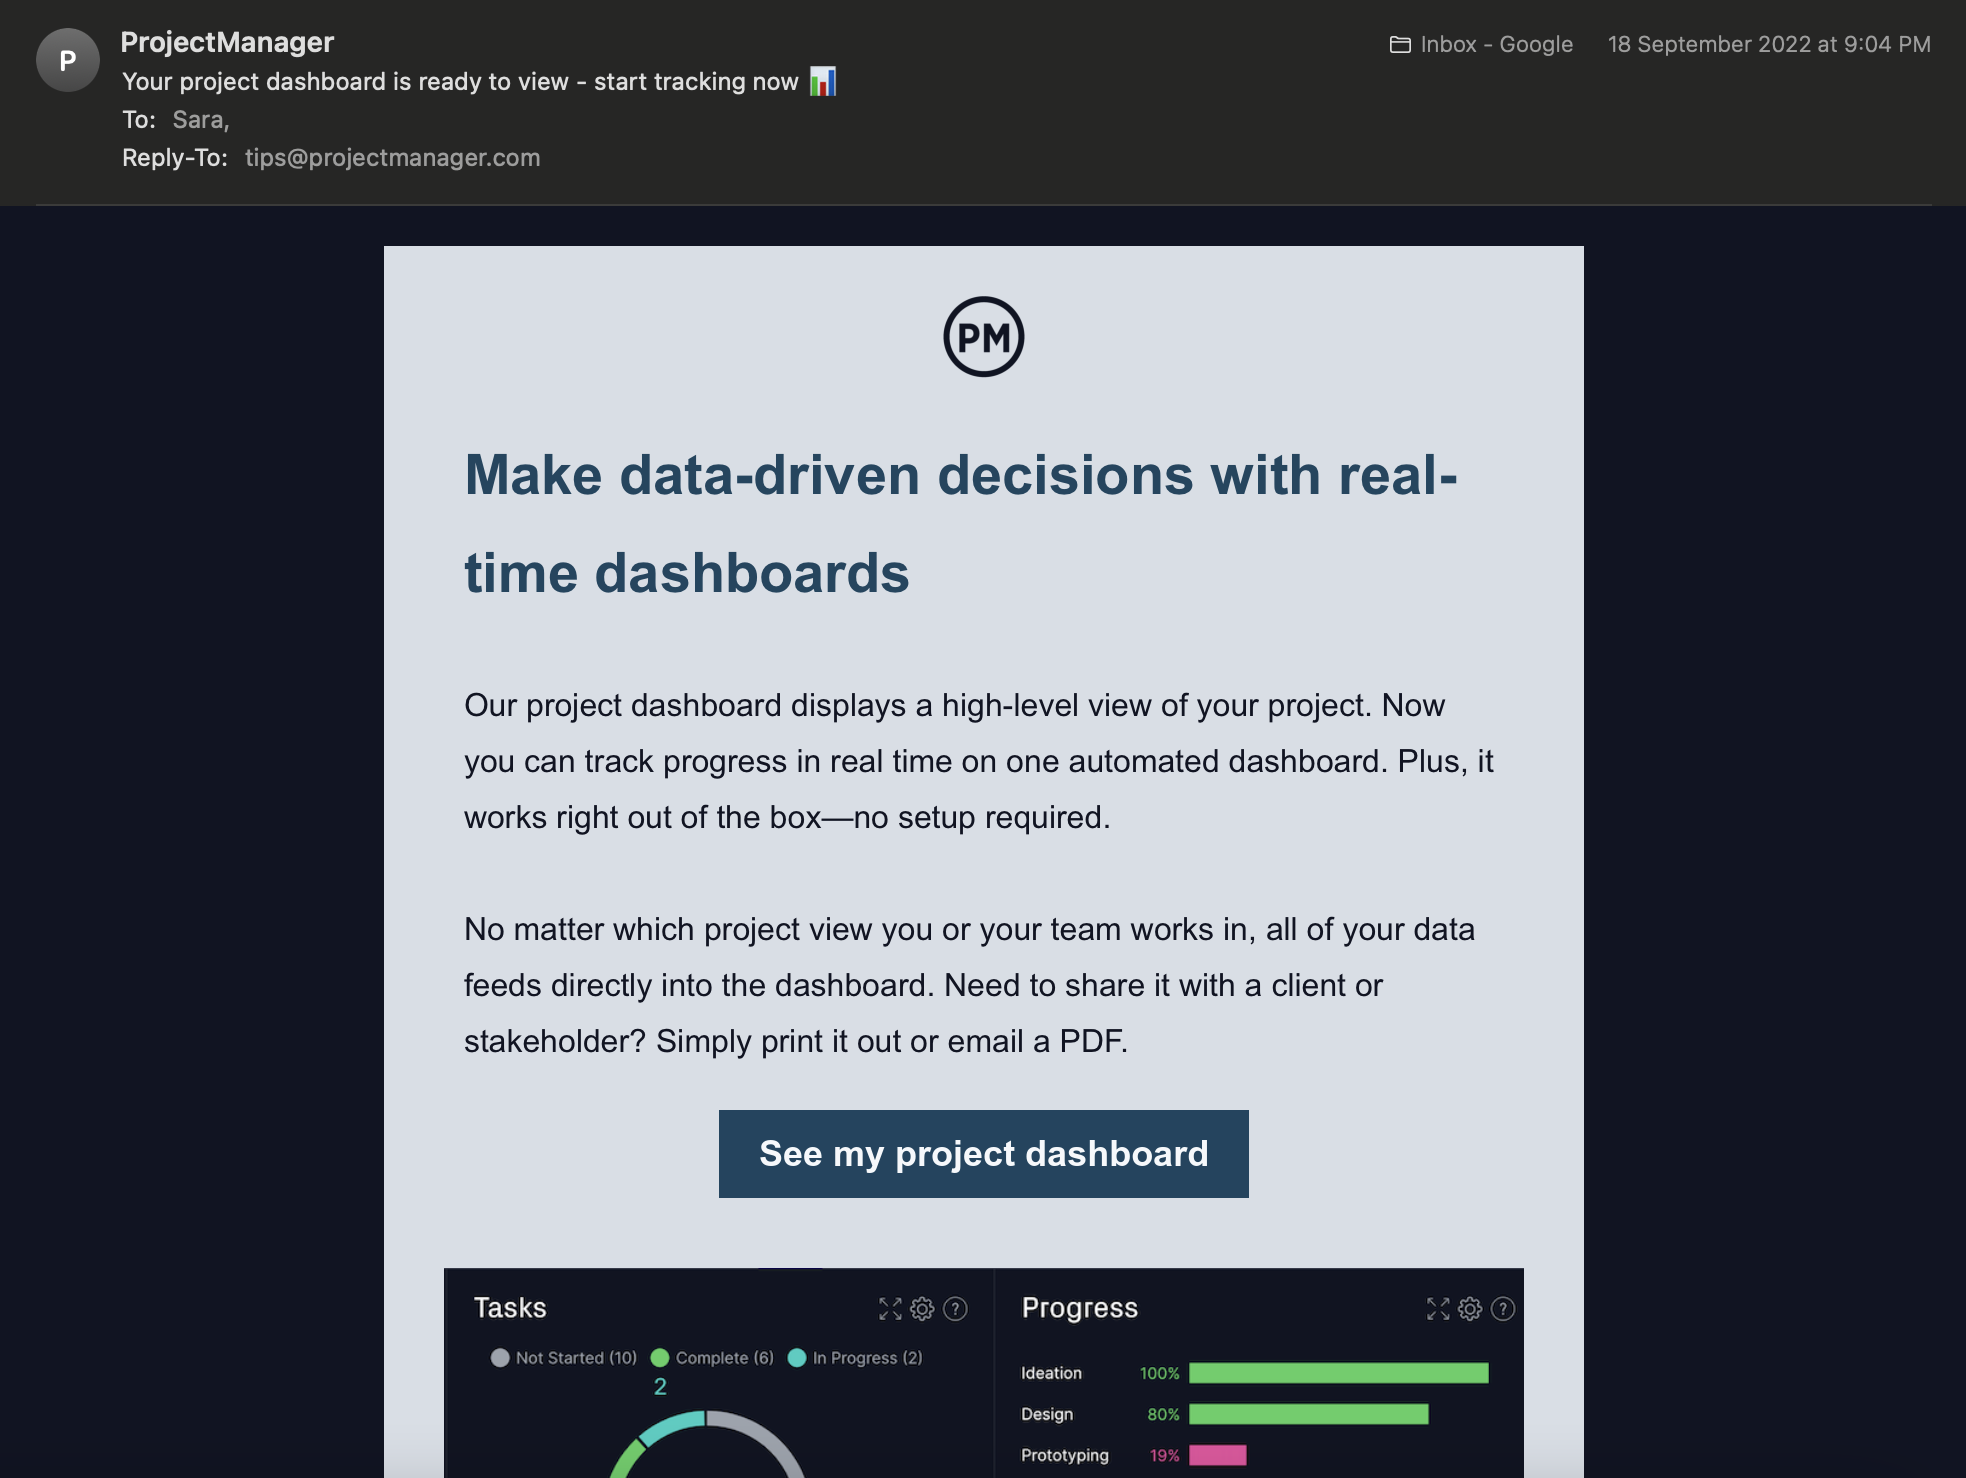 P
ProjectManager
Inbox - Google
18 September 2022 at 9:04 PM
Your project dashboard is ready to view - start tracking now 📊
To: Sara,
Reply-To: tips@projectmanager.com
PM
Make data-driven decisions with real-
time dashboards
Our project dashboard displays a high-level view of your project. Now
you can track progress in real time on one automated dashboard. Plus, it
works right out of the box—no setup required.
No matter which project view you or your team works in, all of your data
feeds directly into the dashboard. Need to share it with a client or
stakeholder? Simply print it out or email a PDF.
See my project dashboard
Tasks
?
Not Started (10) Complete (6) In Progress (2)
2
Progress
?
Ideation 100%
Design 80%
Prototyping 19%